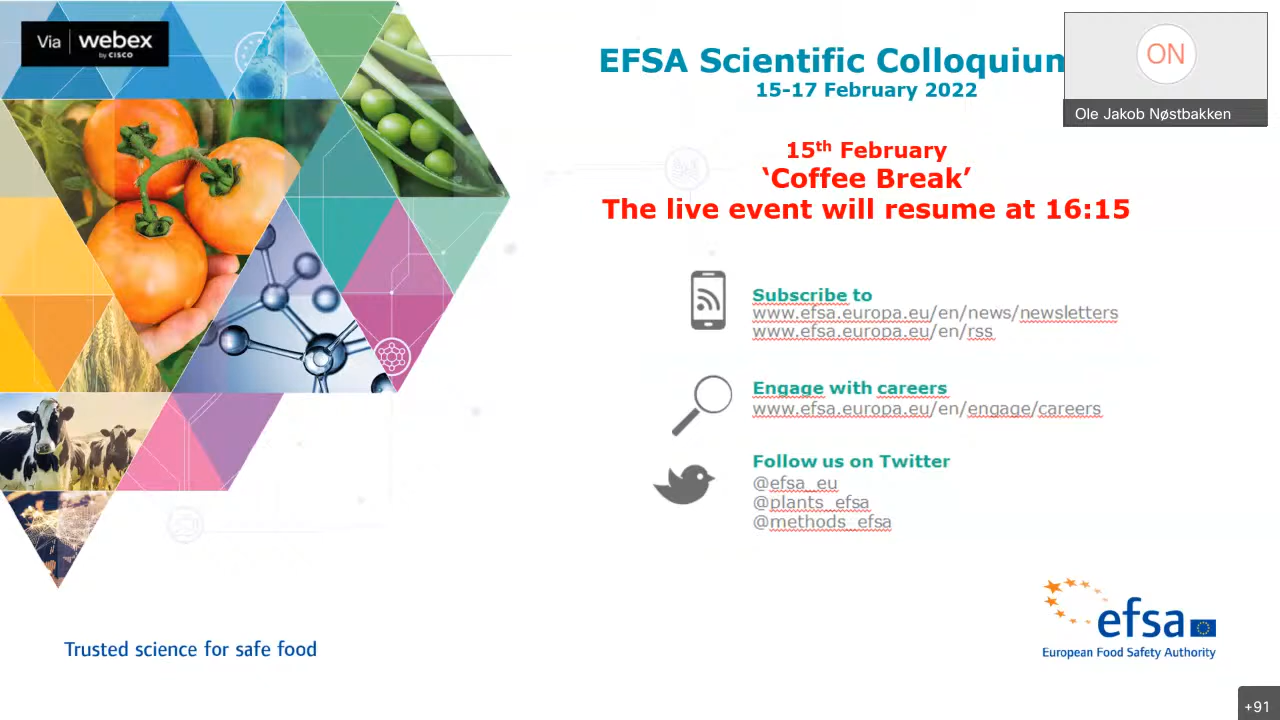 Via webex
by CISCO
EFSA Scientific Colloquium
15-17 February 2022
ON
Ole Jakob Nøstbakken
15th February
‘Coffee Break’
The live event will resume at 16:15
Subscribe to
www.efsa.europa.eu/en/news/newsletters
www.efsa.europa.eu/en/rss
Engage with careers
www.efsa.europa.eu/en/engage/careers
Follow us on Twitter
@efsa_eu
@plants_efsa
@methods_efsa
efsa
European Food Safety Authority
Trusted science for safe food
+91